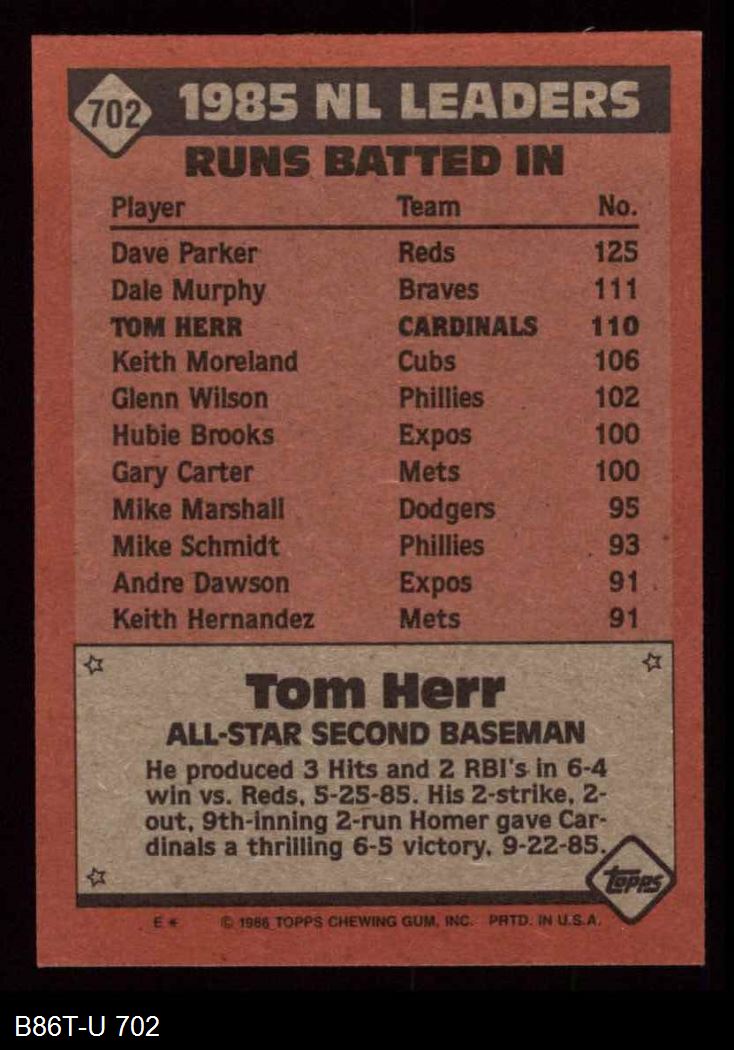 702 1985 NL LEADERS
RUNS BATTED IN
Player Team No.
Dave Parker Reds 125
Dale Murphy Braves 111
TOM HERR CARDINALS 110
Keith Moreland Cubs 106
Glenn Wilson Phillies 102
Hubie Brooks Expos 100
Gary Carter Mets 100
Mike Marshall Dodgers 95
Mike Schmidt Phillies 93
Andre Dawson Expos 91
Keith Hernandez Mets 91
Tom Herr
ALL-STAR SECOND BASEMAN
He produced 3 Hits and 2 RBI's in 6-4
win vs. Reds, 5-25-85. His 2-strike, 2-
out, 9th-inning 2-run Homer gave Car-
dinals a thrilling 6-5 victory, 9-22-85.
topps
E* © 1986 TOPPS CHEWING GUM, INC. PRTD. IN U.S.A.
B86T-U 702